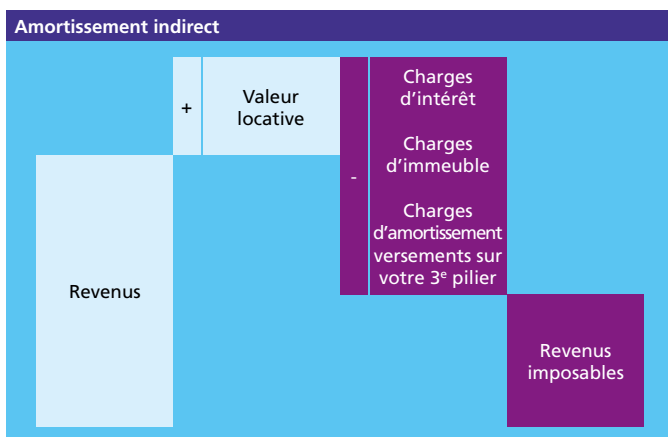 Amortissement indirect
Revenus
+
Valeur
locative
-
Charges
d’intérêt
Charges
d’immeuble
Charges
d’amortissement
versements sur
votre 3e pilier
Revenus
imposables